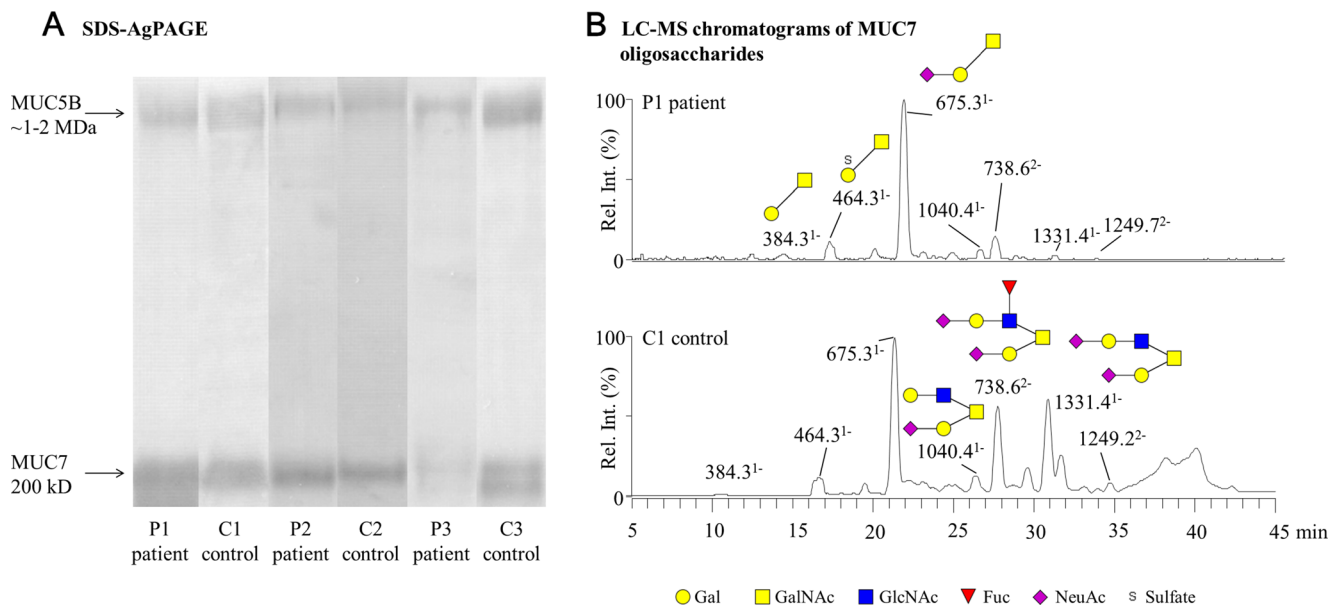 A SDS-AgPAGE
MUC5B
~1-2 MDa
MUC7
200 kD
P1 patient
C1 control
P2 patient
C2 control
P3 patient
C3 control
B LC-MS chromatograms of MUC7
oligosaccharides
P1 patient
Rel. Int. (%)
100
0
384.3¹⁻
S
464.3¹⁻
675.3¹⁻
1040.4¹⁻
738.6²⁻
1331.4¹⁻
1249.7²⁻
C1 control
Rel. Int. (%)
100
0
384.3¹⁻
464.3¹⁻
675.3¹⁻
1040.4¹⁻
738.6²⁻
1331.4¹⁻
1249.2²⁻
5 10 15 20 25 30 35 40 45 min
Gal GalNAc GlcNAc Fuc NeuAc S Sulfate